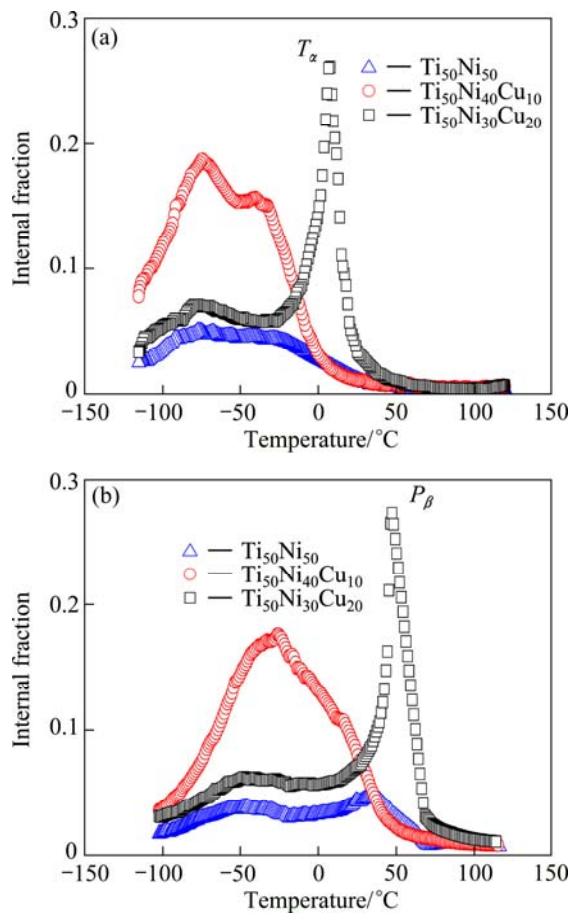 (a)
T_α
Ti₅₀Ni₅₀
Ti₅₀Ni₄₀Cu₁₀
Ti₅₀Ni₃₀Cu₂₀
Internal fraction
0.3
0.2
0.1
0
−150 −100 −50 0 50 100 150
Temperature/°C
(b)
P_β
Ti₅₀Ni₅₀
Ti₅₀Ni₄₀Cu₁₀
Ti₅₀Ni₃₀Cu₂₀
Internal fraction
0.3
0.2
0.1
0
−150 −100 −50 0 50 100 150
Temperature/°C